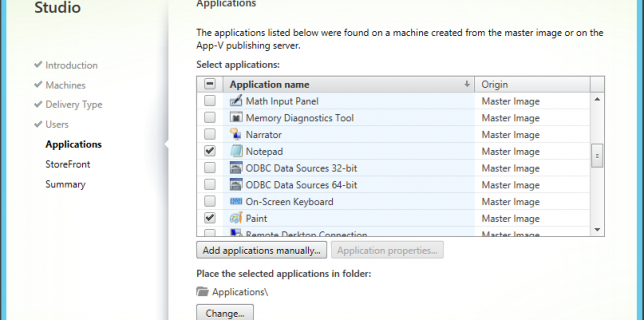 Studio
Introduction
Machines
Delivery Type
Users
Applications
StoreFront
Summary
Applications
The applications listed below were found on a machine created from the master image or on the
App-V publishing server.
Select applications:
Application name Origin
Math Input Panel Master Image
Memory Diagnostics Tool Master Image
Narrator Master Image
Notepad Master Image
ODBC Data Sources 32-bit Master Image
ODBC Data Sources 64-bit Master Image
On-Screen Keyboard Master Image
Paint Master Image
Remote Desktop Connection Master Image
Add applications manually... Application properties...
Place the selected applications in folder:
Applications\
Change...